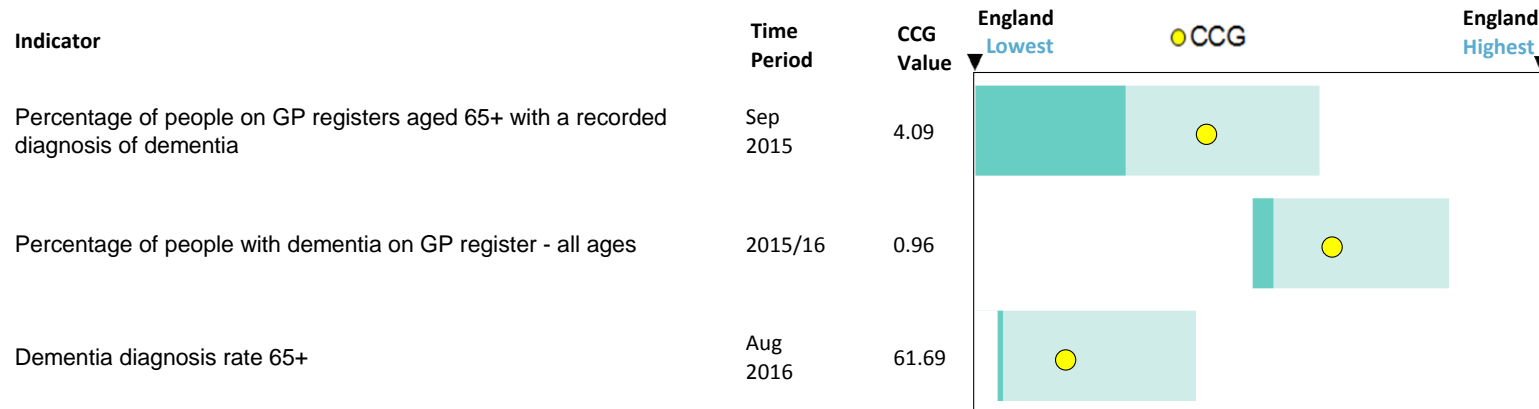 Indicator
Time
Period
CCG
Value
England
Lowest
CCG
England
Highest
Percentage of people on GP registers aged 65+ with a recorded
diagnosis of dementia
Sep
2015
4.09
Percentage of people with dementia on GP register - all ages
2015/16
0.96
Dementia diagnosis rate 65+
Aug
2016
61.69